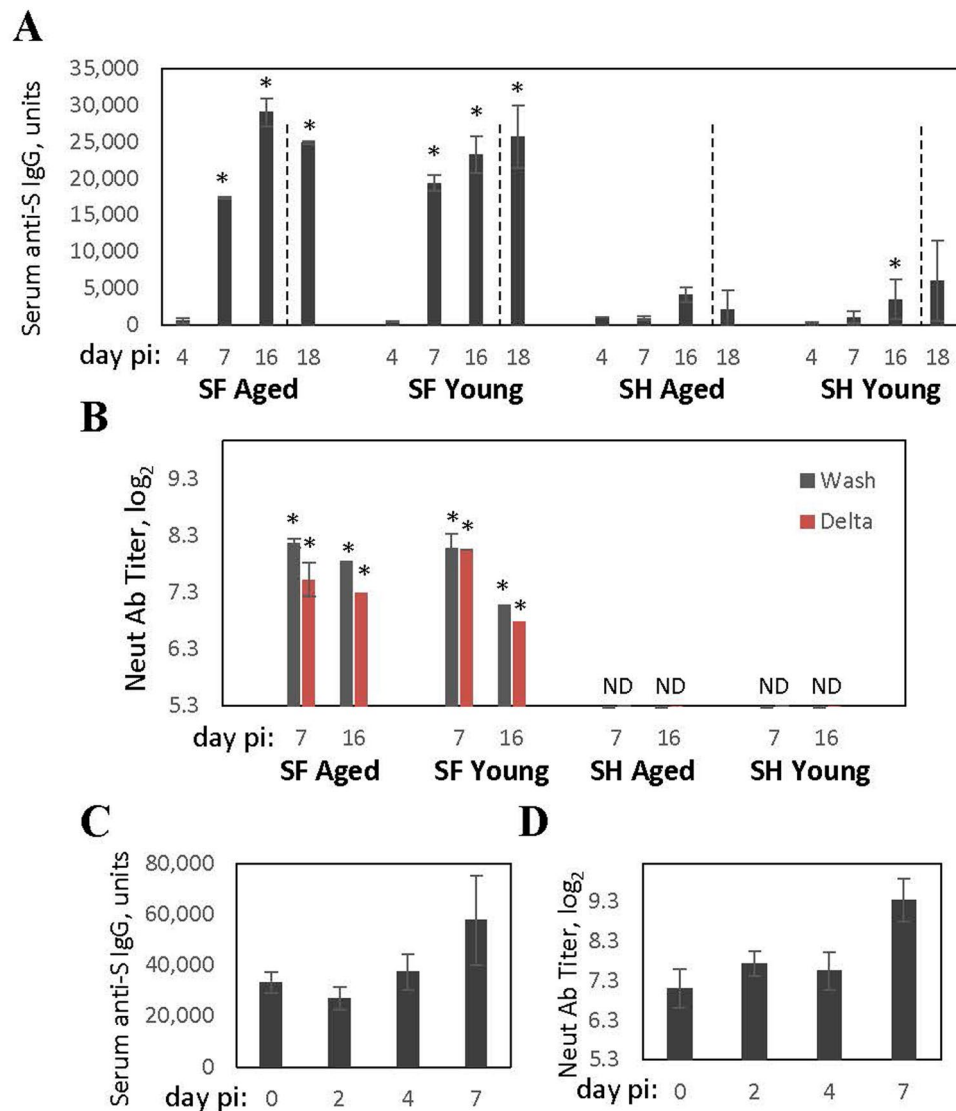 A
Serum anti-S IgG, units
35,000
30,000
25,000
20,000
15,000
10,000
5,000
0
* * * * * * *
day pi: 4 7 16 18 4 7 16 18 4 7 16 18 4 7 16 18
SF Aged SF Young SH Aged SH Young
B
Neut Ab Titer, log2
9.3
8.3
7.3
6.3
5.3
Wash
Delta
* * * * * * * *
ND ND ND ND
day pi: 7 16 7 16 7 16 7 16
SF Aged SF Young SH Aged SH Young
C
Serum anti-S IgG, units
80,000
60,000
40,000
20,000
0
day pi: 0 2 4 7
D
Neut Ab Titer, log2
9.3
8.3
7.3
6.3
5.3
day pi: 0 2 4 7